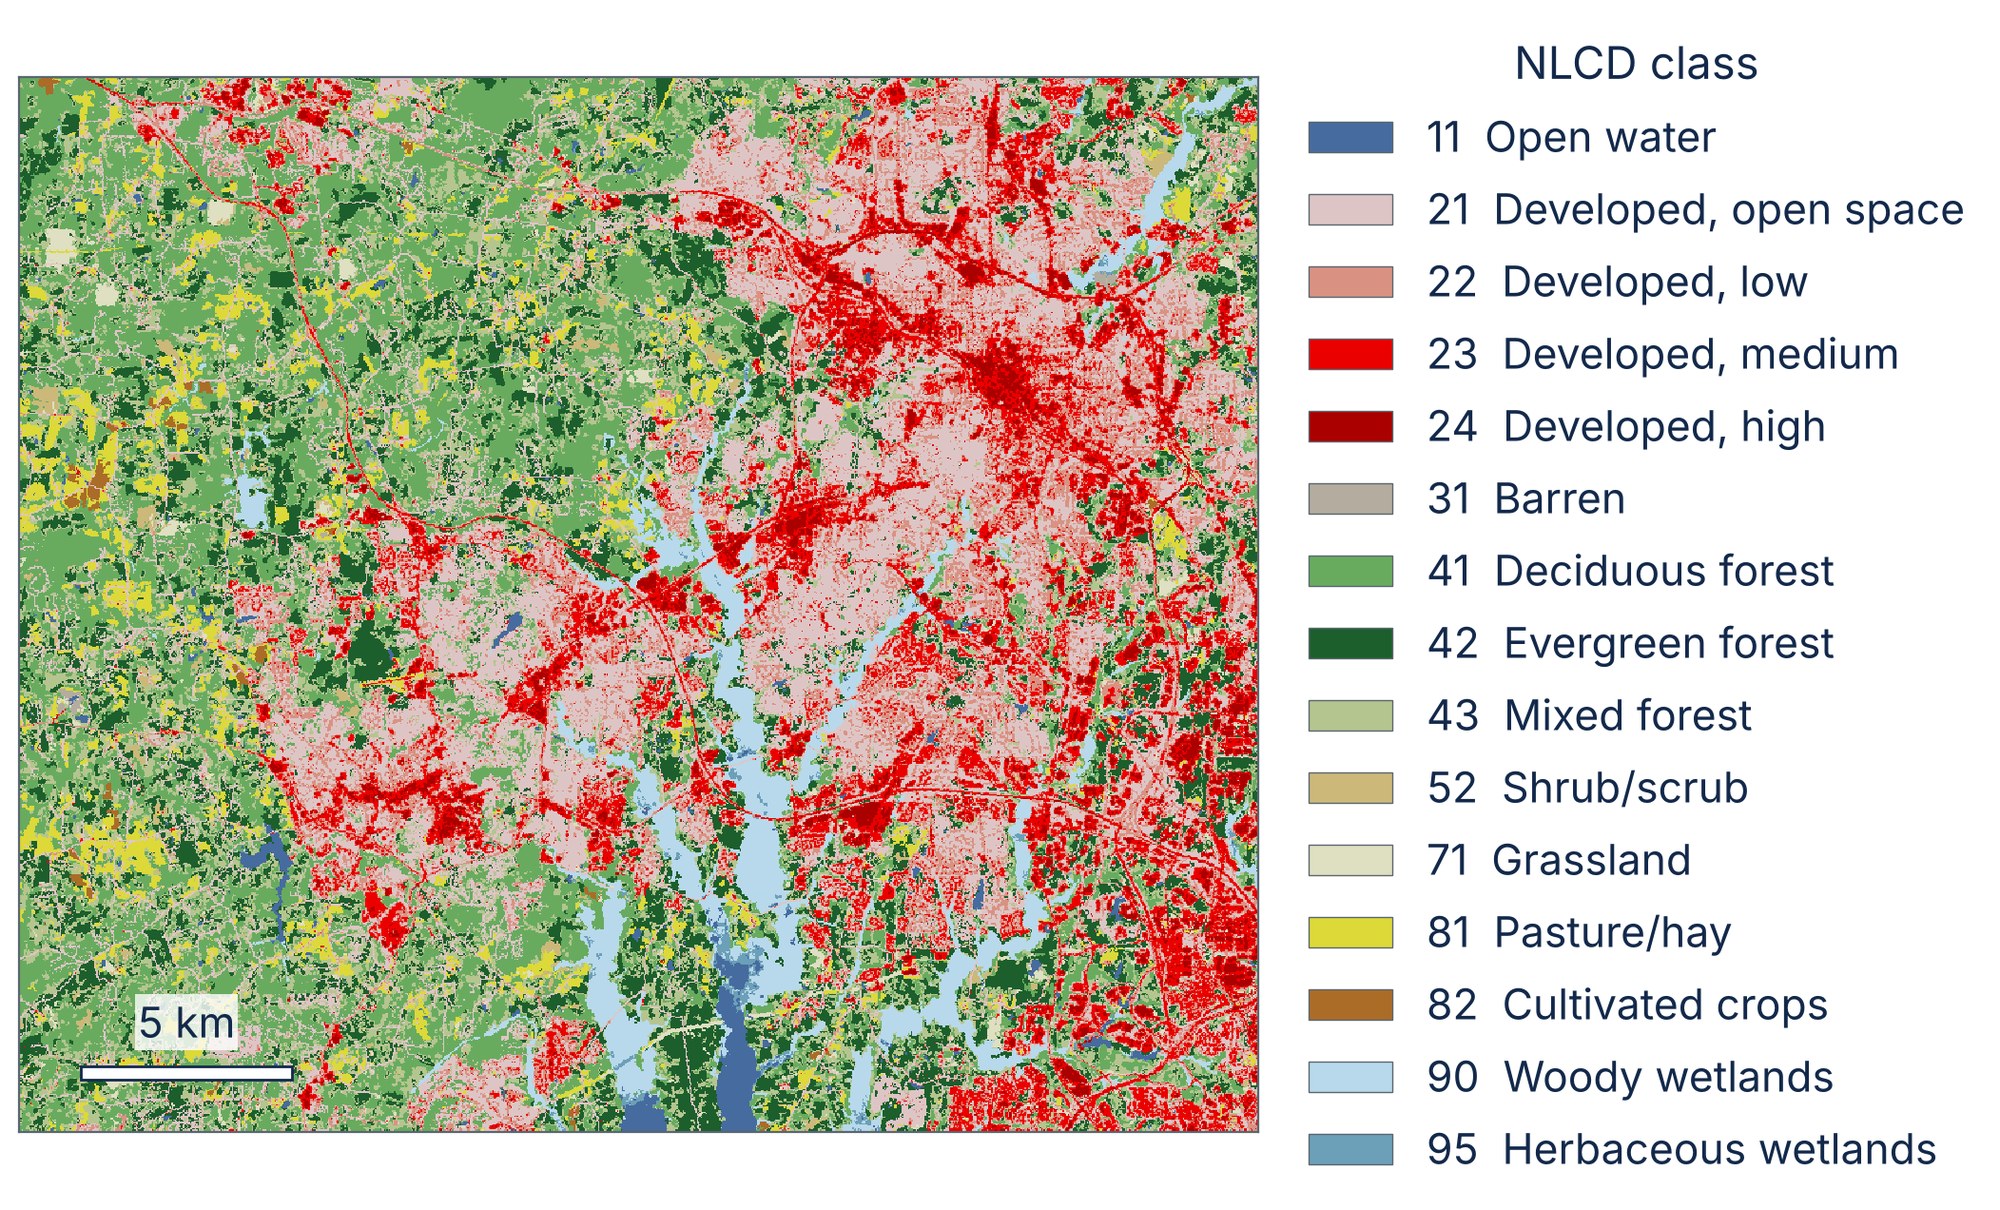 NLCD class
11 Open water
21 Developed, open space
22 Developed, low
23 Developed, medium
24 Developed, high
31 Barren
41 Deciduous forest
42 Evergreen forest
43 Mixed forest
52 Shrub/scrub
71 Grassland
81 Pasture/hay
82 Cultivated crops
90 Woody wetlands
95 Herbaceous wetlands
5 km